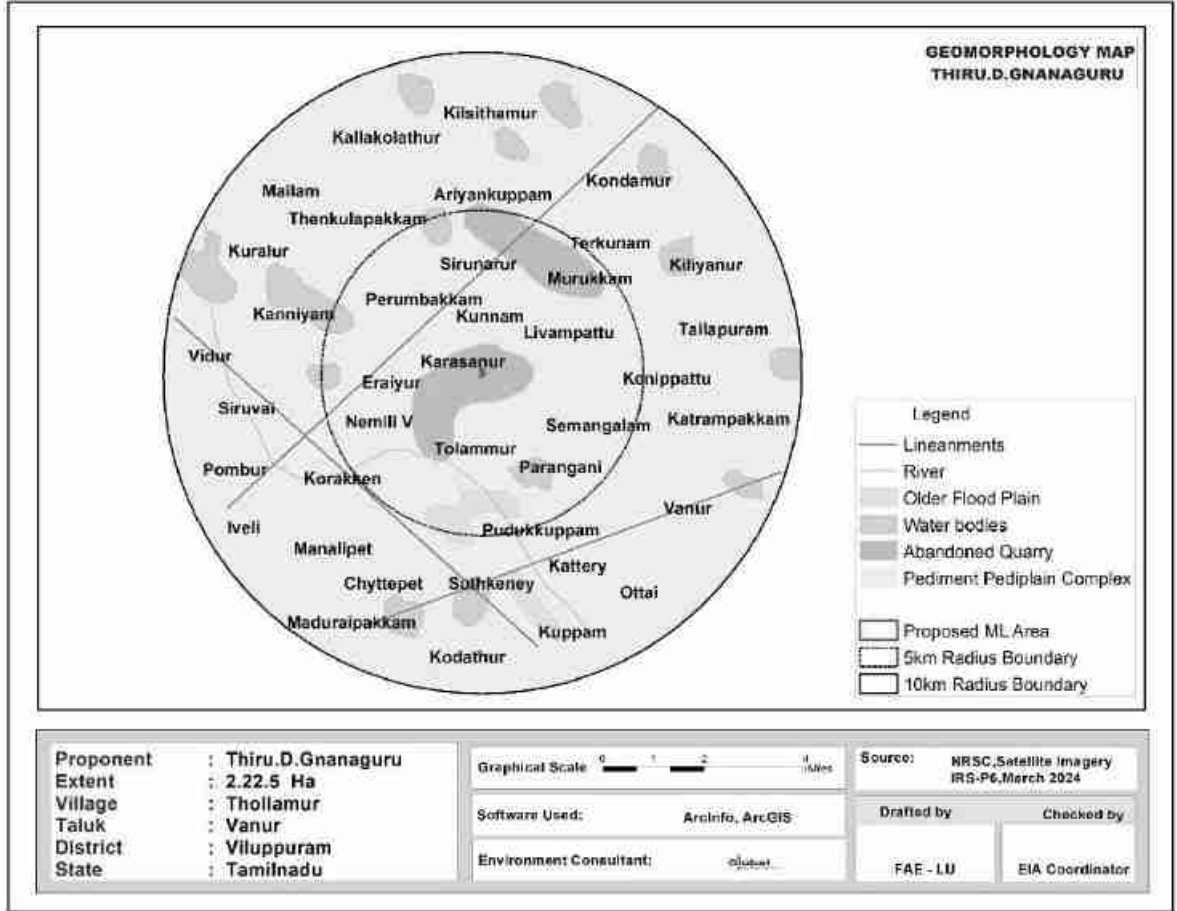 GEOMORPHOLOGY MAP
THIRU.D.GNANAGURU
Kilsithamur
Kallakolathur
Kondamur
Mailam
Ariyankuppam
Thenkulapakkam
Terkunam
Kuralur
Sirunarur
Kiliyanur
Murukkam
Perumbakkam
Kanniyam
Kunnam
Livampattu
Tailapuram
Vidur
Karasanur
Eraiyur
Konippattu
Siruvai
Nemili V
Semangalam
Katrampakkam
Tolammur
Pombur
Parangani
Korakken
Vanur
Iveli
Pudukkuppam
Manalipet
Kattery
Chyttepet
Sothkeney
Ottai
Maduraipakkam
Kuppam
Kodathur
Legend
Lineanments
River
Older Flood Plain
Water bodies
Abandoned Quarry
Pediment Pediplain Complex
Proposed ML Area
5km Radius Boundary
10km Radius Boundary
Proponent : Thiru.D.Gnanaguru
Extent : 2.22.5 Ha
Village : Thollamur
Taluk : Vanur
District : Viluppuram
State : Tamilnadu
Graphical Scale 0 1 2 4 Miles
Software Used: ArcInfo, ArcGIS
Environment Consultant:
Source: NRSC,Satellite Imagery
IRS-P6,March 2024
Drafted by Checked by
FAE - LU EIA Coordinator